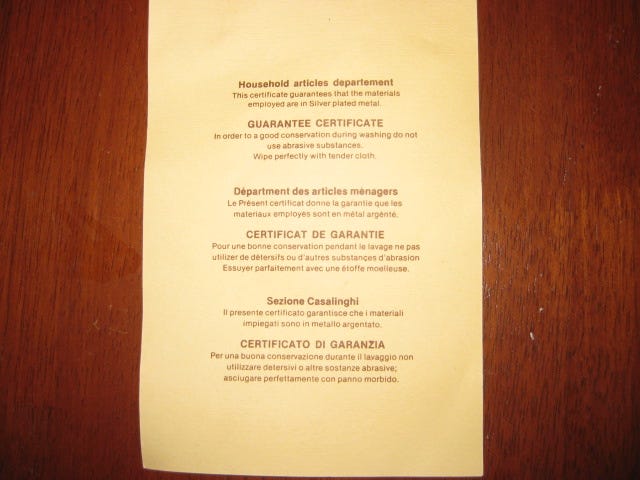 Household articles departement
This certificate guarantees that the materials
employed are in Silver plated metal.
GUARANTEE CERTIFICATE
In order to a good conservation during washing do not
use abrasive substances.
Wipe perfectly with tender cloth.
Départment des articles mènagers
Le Présent certificat donne la garantie que les
materiaux employés sont en métal argénté.
CERTIFICAT DE GARANTIE
Pour une bonne conservation pendant le lavage ne pas
utilizer de détersifs ou d'autres substances d'abrasion
Essuyer parfaitement avec une étoffe moelleuse.
Sezione Casalinghi
Il presente certificato garantisce che i materiali
impiegati sono in metallo argentato.
CERTIFICATO DI GARANZIA
Per una buona conservazione durante il lavaggio non
utilizzare detersivi o altre sostanze abrasive;
asciugare perfettamente con panno morbido.